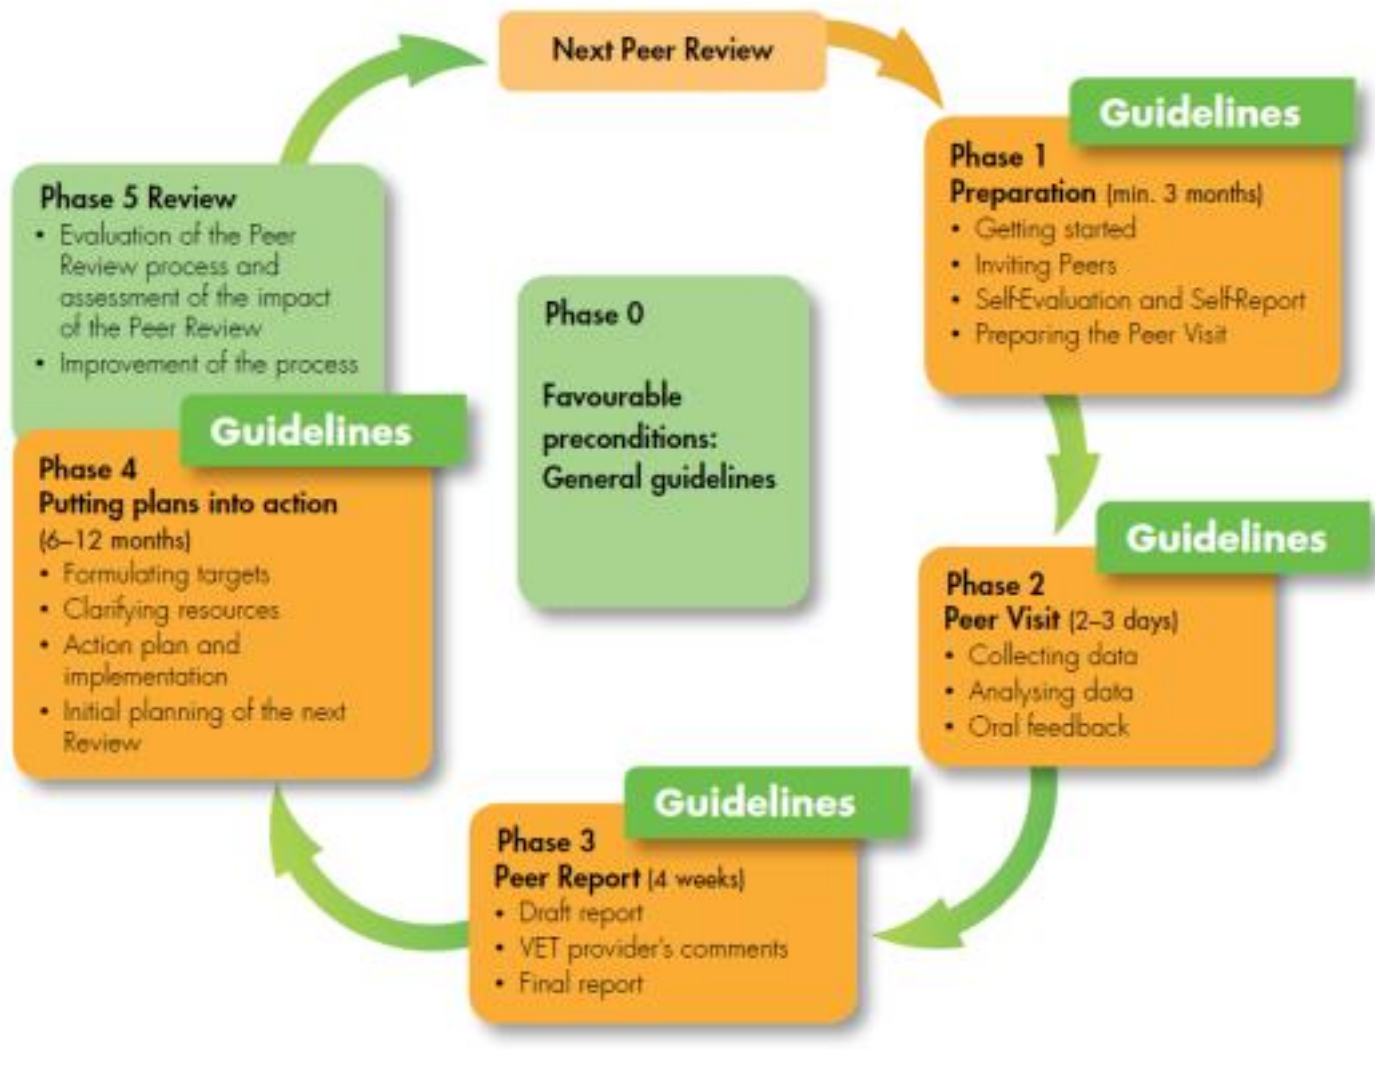 Next Peer Review
Guidelines
Phase 1
Preparation (min. 3 months)
• Getting started
• Inviting Peers
• Self-Evaluation and Self-Report
• Preparing the Peer Visit
Guidelines
Phase 2
Peer Visit (2–3 days)
• Collecting data
• Analysing data
• Oral feedback
Guidelines
Phase 3
Peer Report (4 weeks)
• Draft report
• VET provider's comments
• Final report
Guidelines
Phase 4
Putting plans into action
(6–12 months)
• Formulating targets
• Clarifying resources
• Action plan and
implementation
• Initial planning of the next
Review
Phase 5 Review
• Evaluation of the Peer
Review process and
assessment of the impact
of the Peer Review
• Improvement of the process
Phase 0
Favourable
preconditions:
General guidelines